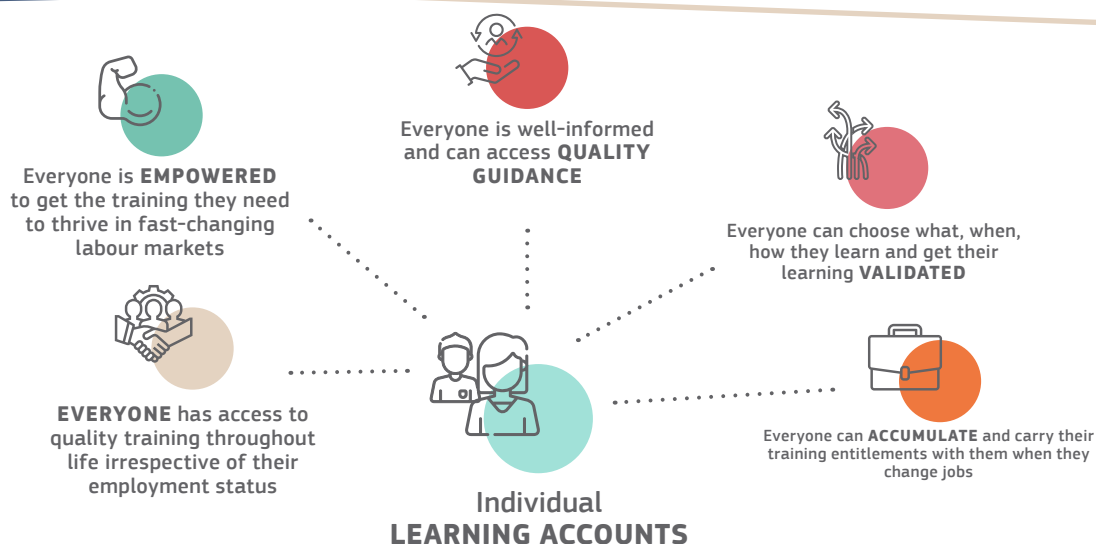 Everyone is EMPOWERED
to get the training they need
to thrive in fast-changing
labour markets
Everyone is well-informed
and can access QUALITY
GUIDANCE
Everyone can choose what, when,
how they learn and get their
learning VALIDATED
EVERYONE has access to
quality training throughout
life irrespective of their
employment status
Everyone can ACCUMULATE and carry their
training entitlements with them when they
change jobs
Individual
LEARNING ACCOUNTS